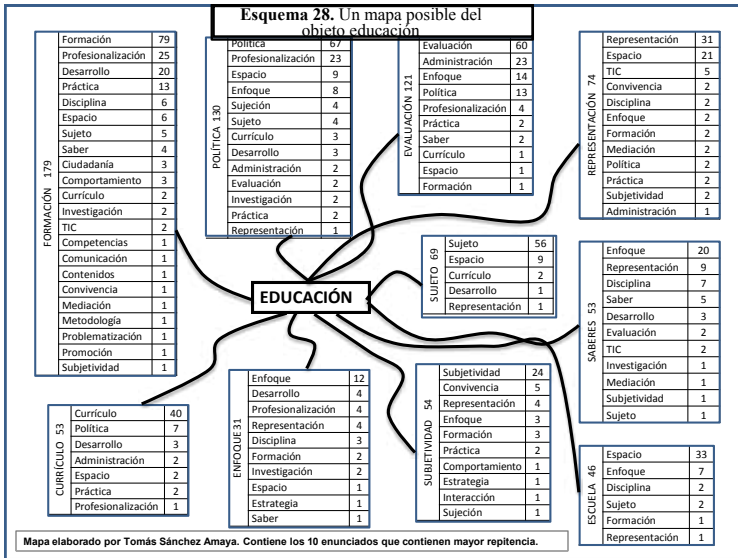 Esquema 28. Un mapa posible del
objeto educación
FORMACIÓN 179
Formación 79
Profesionalización 25
Desarrollo 20
Práctica 13
Disciplina 6
Espacio 6
Sujeto 5
Saber 4
Ciudadanía 3
Comportamiento 3
Currículo 2
Investigación 2
TIC 2
Competencias 1
Comunicación 1
Contenidos 1
Convivencia 1
Mediación 1
Metodología 1
Problematización 1
Promoción 1
Subjetividad 1
POLÍTICA 130
Política 67
Profesionalización 23
Espacio 9
Enfoque 8
Sujeción 4
Sujeto 4
Currículo 3
Desarrollo 3
Administración 2
Evaluación 2
Investigación 2
Práctica 2
Representación 1
EVALUACIÓN 121
Evaluación 60
Administración 23
Enfoque 14
Política 13
Profesionalización 4
Práctica 2
Saber 2
Currículo 1
Espacio 1
Formación 1
REPRESENTACIÓN 74
Representación 31
Espacio 21
TIC 5
Convivencia 2
Disciplina 2
Enfoque 2
Formación 2
Mediación 2
Política 2
Práctica 2
Subjetividad 2
Administración 1
SUJETO 69
Sujeto 56
Espacio 9
Currículo 2
Desarrollo 1
Representación 1
EDUCACIÓN
SABERES 53
Enfoque 20
Representación 9
Disciplina 7
Saber 5
Desarrollo 3
Evaluación 2
TIC 2
Investigación 1
Mediación 1
Subjetividad 1
Sujeto 1
CURRÍCULO 53
Currículo 40
Política 7
Desarrollo 3
Administración 2
Espacio 2
Práctica 2
Profesionalización 1
ENFOQUE 31
Enfoque 12
Desarrollo 4
Profesionalización 4
Representación 4
Disciplina 3
Formación 2
Investigación 2
Espacio 1
Estrategia 1
Saber 1
SUBJETIVIDAD 54
Subjetividad 24
Convivencia 5
Representación 4
Enfoque 3
Formación 3
Práctica 2
Comportamiento 1
Estrategia 1
Interacción 1
Sujeción 1
ESCUELA 46
Espacio 33
Enfoque 7
Disciplina 2
Sujeto 2
Formación 1
Representación 1
Mapa elaborado por Tomás Sánchez Amaya. Contiene los 10 enunciados que contienen mayor repitencia.